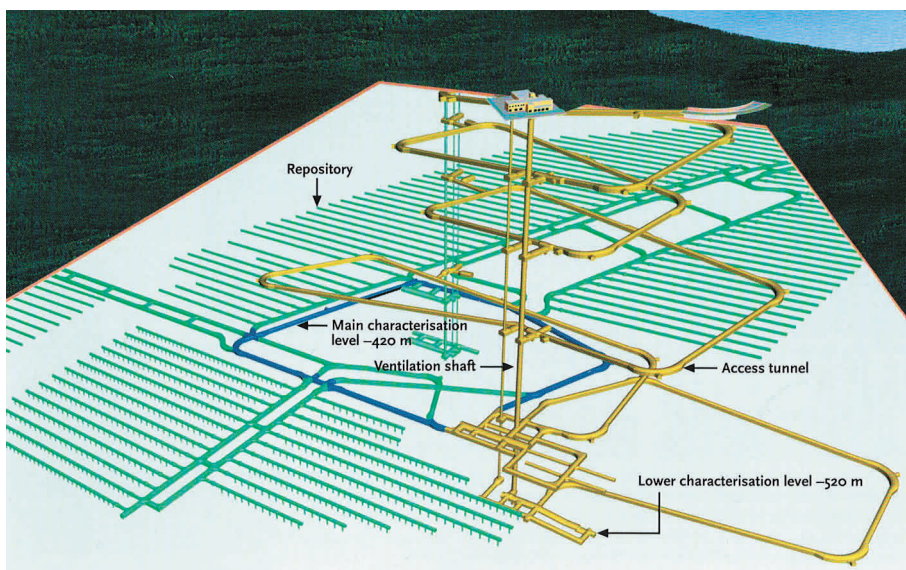 Repository
Main characterisation
level –420 m
Ventilation shaft
Access tunnel
Lower characterisation level –520 m